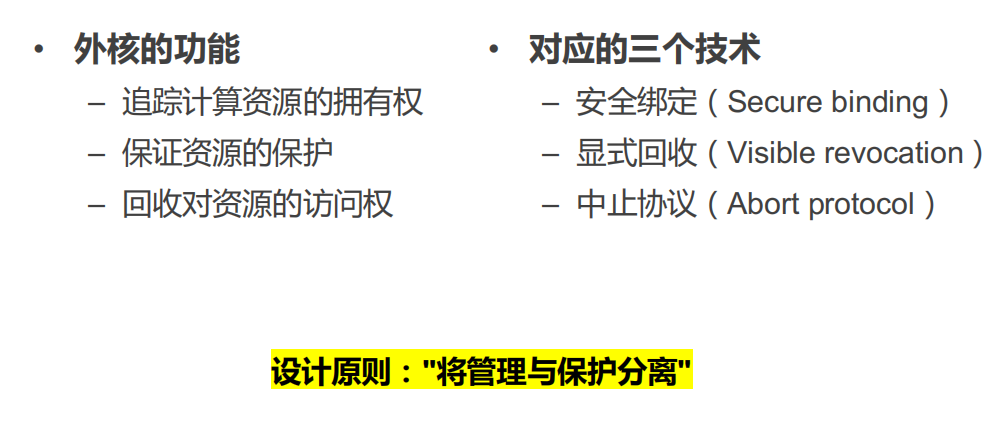 • 外核的功能
– 追踪计算资源的拥有权
– 保证资源的保护
– 回收对资源的访问权
• 对应的三个技术
– 安全绑定（Secure binding）
– 显式回收（Visible revocation）
– 中止协议（Abort protocol）
设计原则："将管理与保护分离"